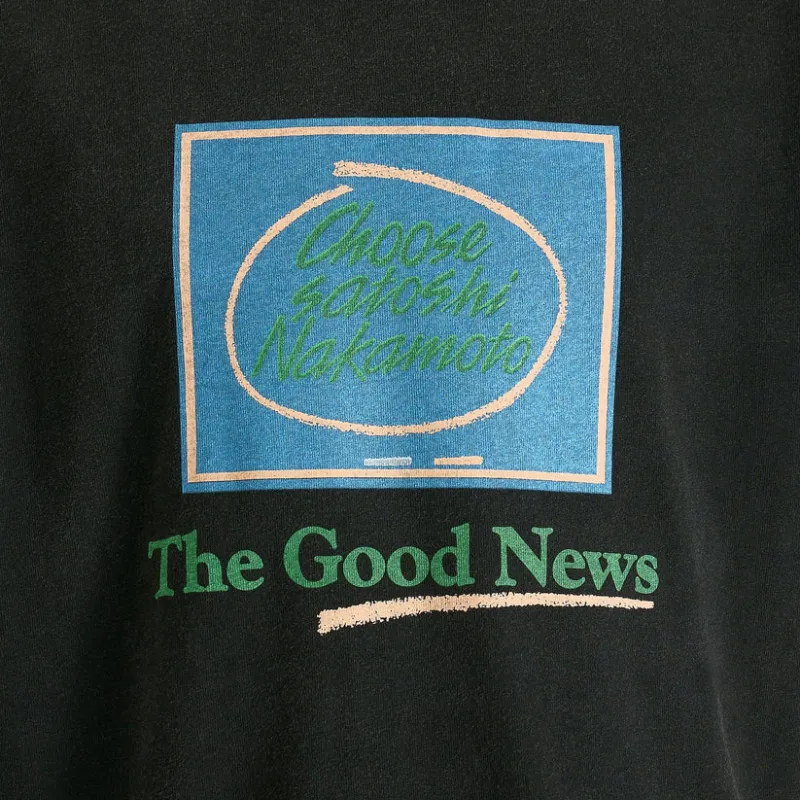 Choose
satoshi
Nakamoto
The Good News